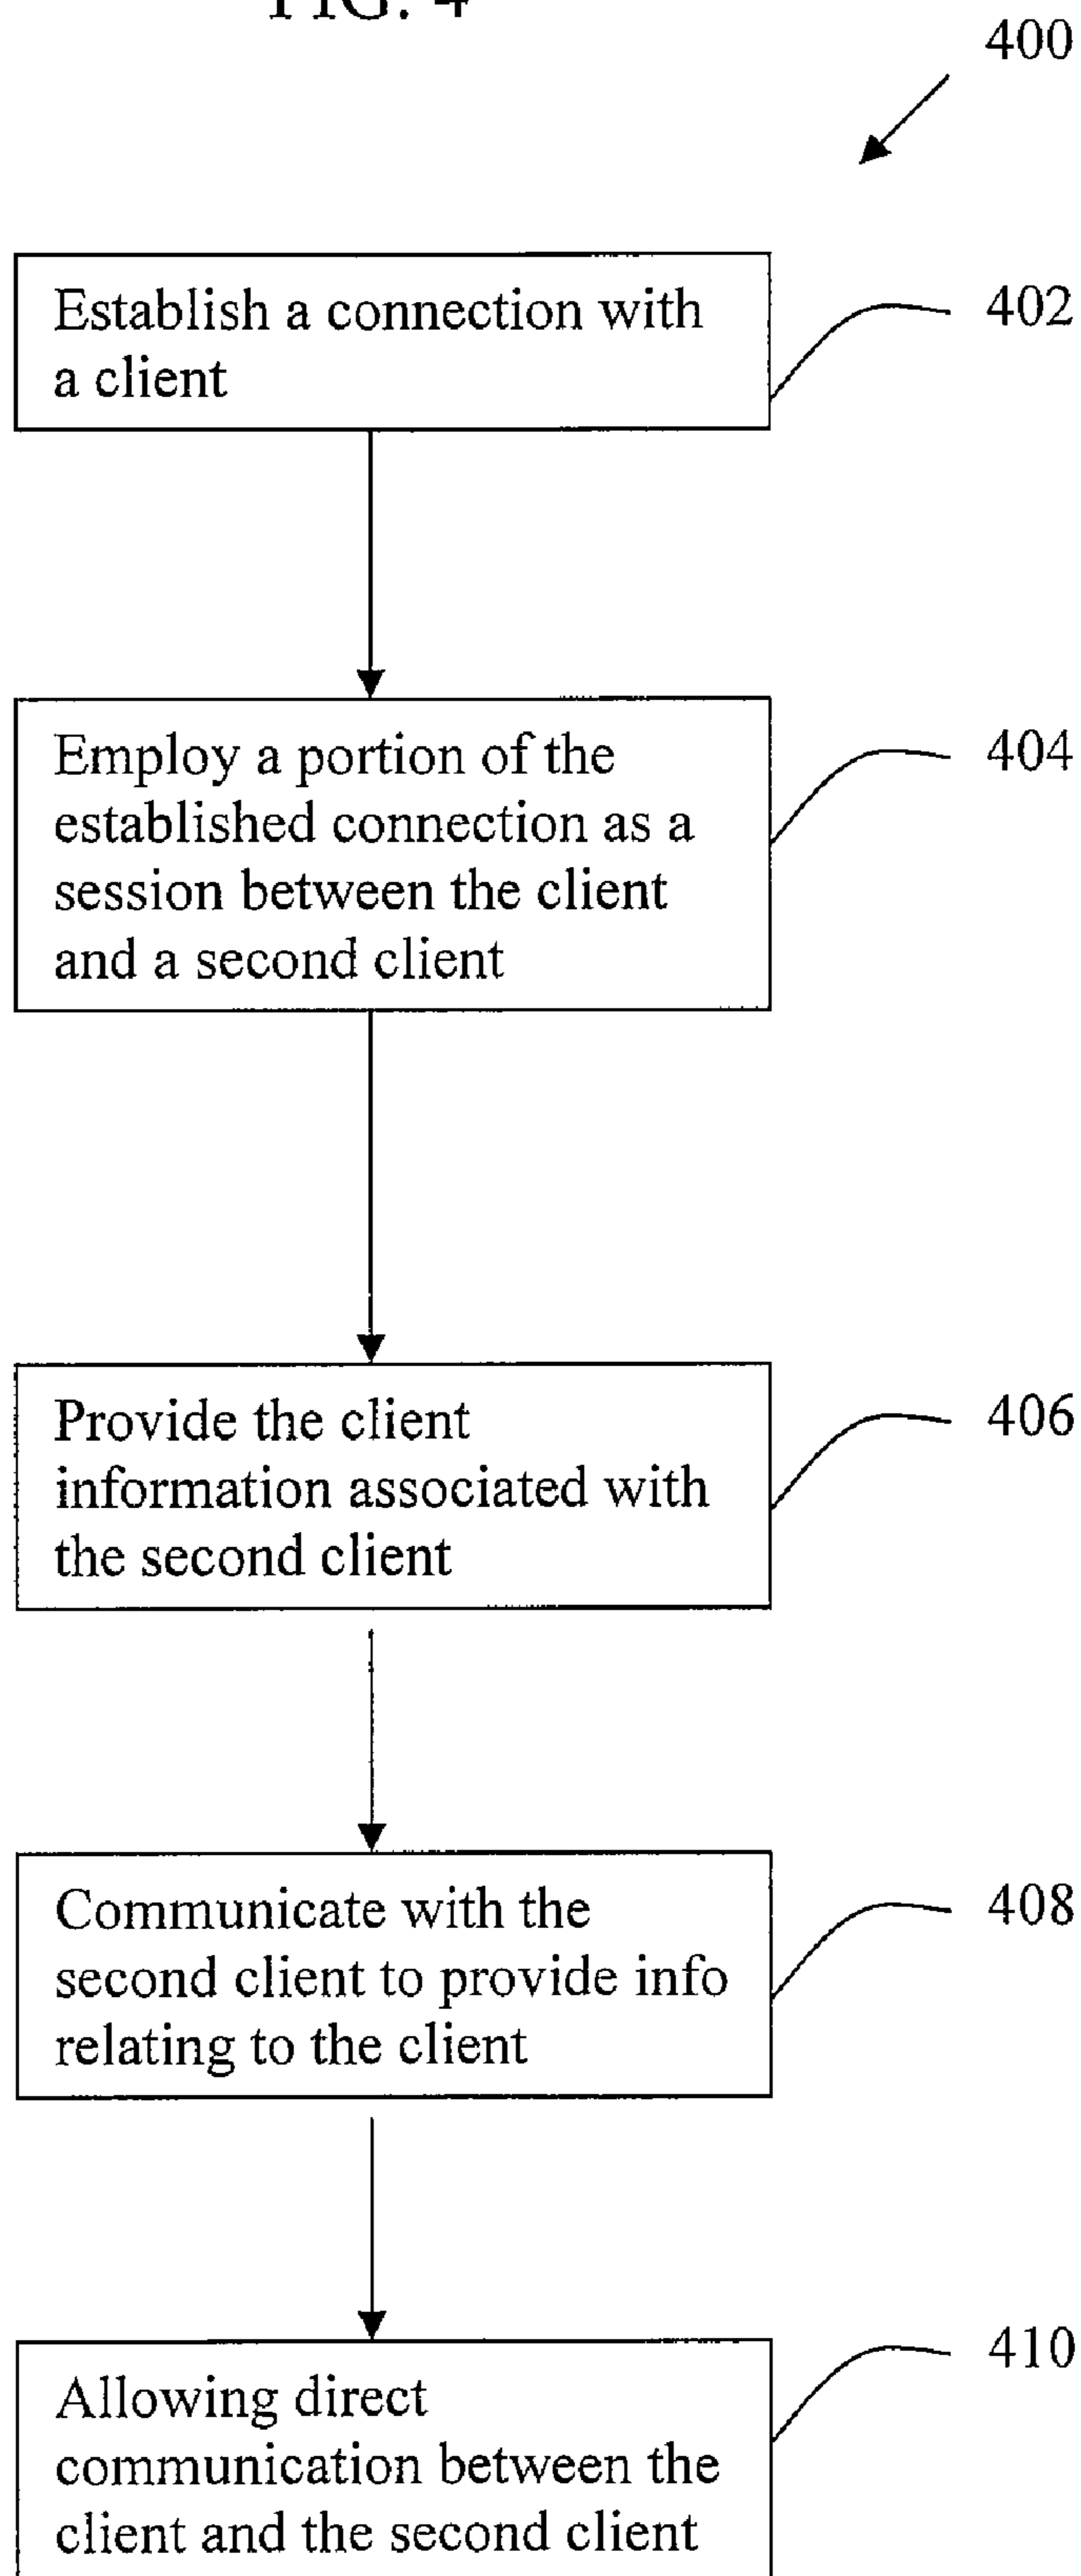 FIG. 4
400
Establish a connection with
a client
402
Employ a portion of the
established connection as a
session between the client
and a second client
404
Provide the client
information associated with
the second client
406
Communicate with the
second client to provide info
relating to the client
408
Allowing direct
communication between the
client and the second client
410